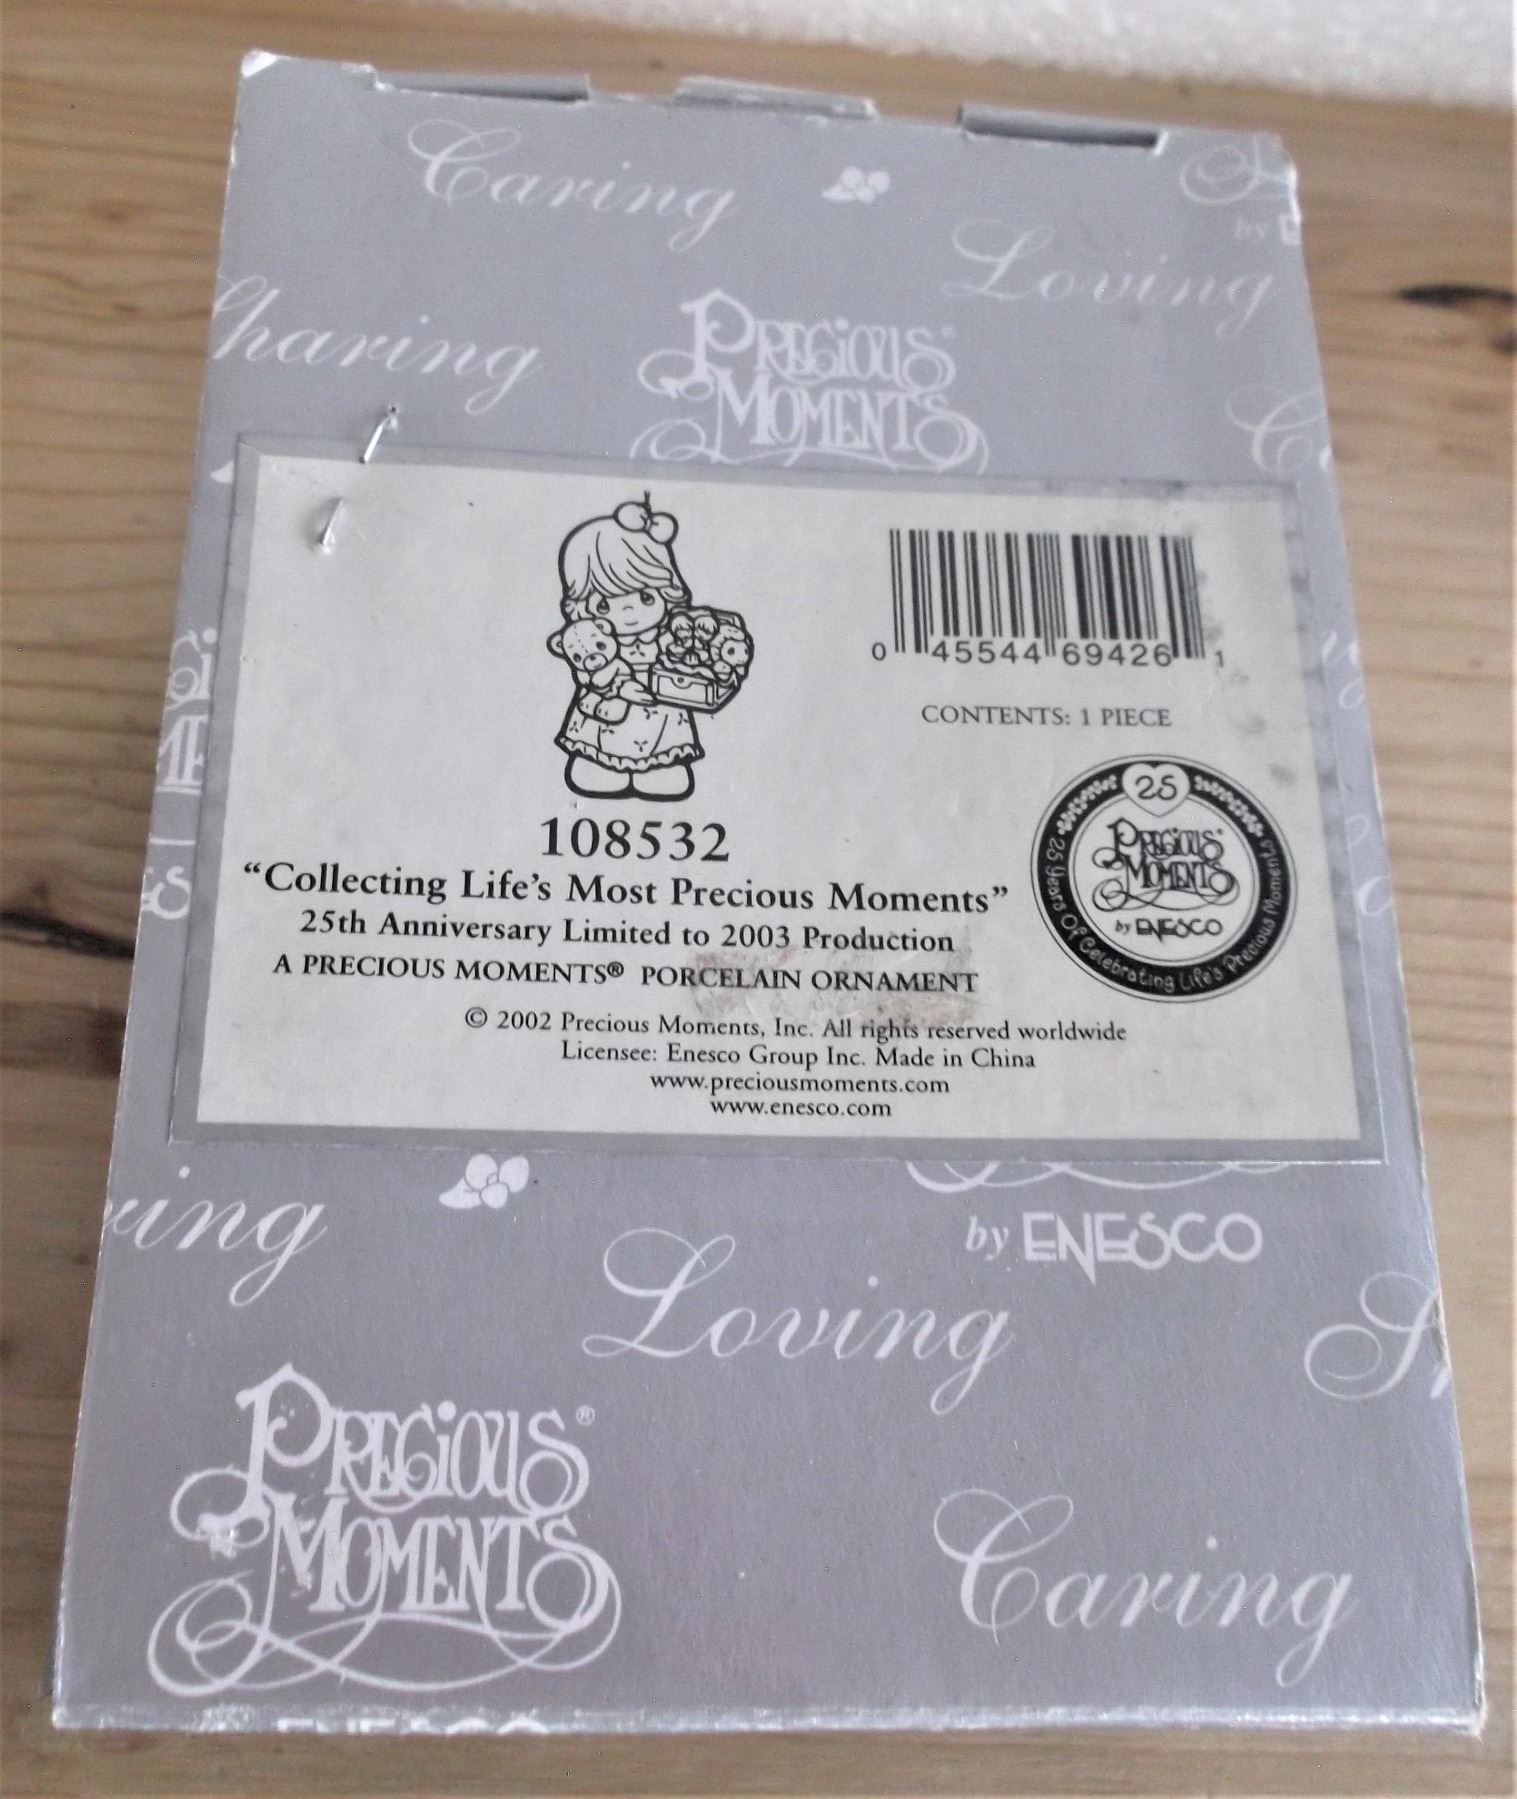 Caring
by E
Loving
Sharing
PRECIOUS®
MOMENTS
0 45544 69426 1
CONTENTS: 1 PIECE
25
25 Years Of Celebrating Life's Precious Moments
PRECIOUS®
MOMENTS
by ENESCO
108532
“Collecting Life’s Most Precious Moments”
25th Anniversary Limited to 2003 Production
A PRECIOUS MOMENTS® PORCELAIN ORNAMENT
© 2002 Precious Moments, Inc. All rights reserved worldwide
Licensee: Enesco Group Inc. Made in China
www.preciousmoments.com
www.enesco.com
ring
by ENESCO
Loving
PRECIOUS®
MOMENTS
Caring
ENESCO